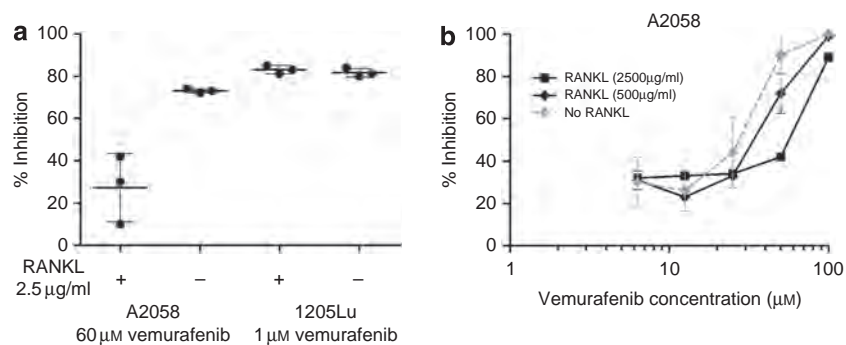 a
100
80
60
40
20
0
% Inhibition
RANKL
2.5 µg/ml
+ – + –
A2058 1205Lu
60 µM vemurafenib 1 µM vemurafenib
b
A2058
100
80
60
40
20
0
% Inhibition
RANKL (2500µg/ml)
RANKL (500µg/ml)
No RANKL
1 10 100
Vemurafenib concentration (µM)